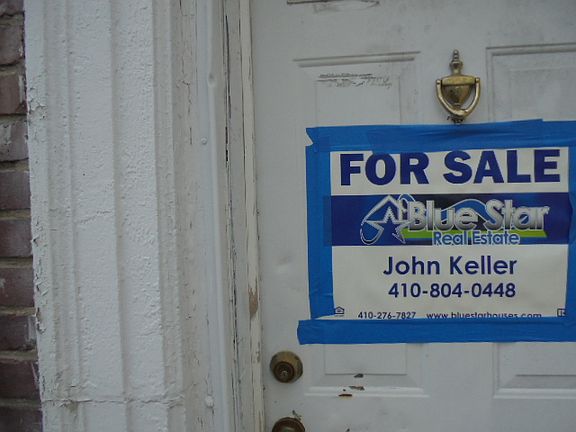 FOR SALE
Blue Star
Real Estate
John Keller
410-804-0448
410-276-7827 www.bluestarhouses.com